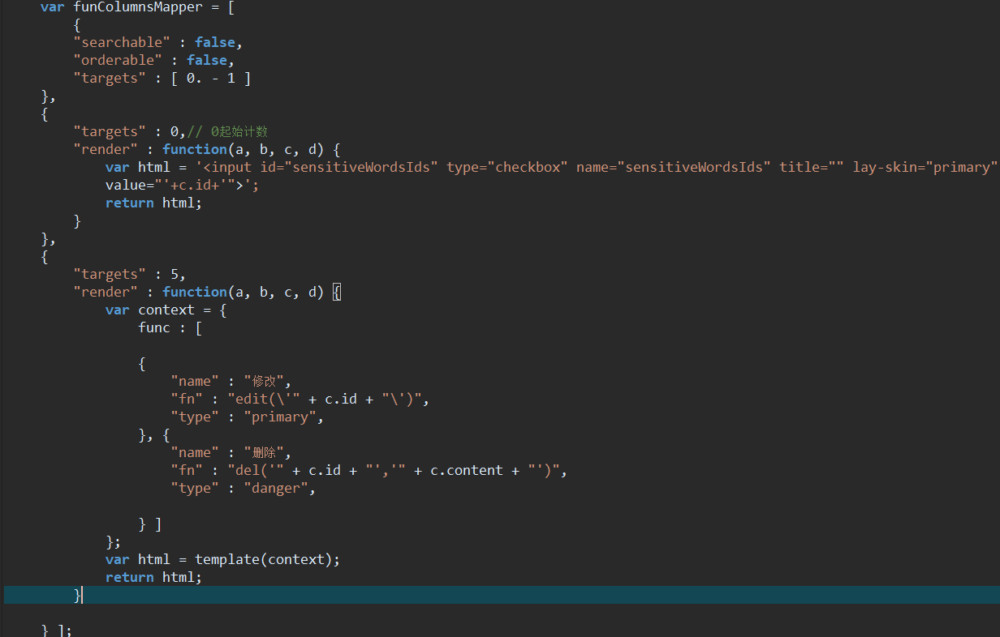 var funColumnsMapper = [
{
"searchable" : false,
"orderable" : false,
"targets" : [ 0. - 1 ]
},
{
"targets" : 0,// 0起始计数
"render" : function(a, b, c, d) {
var html = '<input id="sensitiveWordsIds" type="checkbox" name="sensitiveWordsIds" title="" lay-skin="primary"
value="'+c.id+'">';
return html;
}
},
{
"targets" : 5,
"render" : function(a, b, c, d) {
var context = {
func : [
{
"name" : "修改",
"fn" : "edit(\'" + c.id + "\')",
"type" : "primary",
}, {
"name" : "删除",
"fn" : "del('" + c.id + "','" + c.content + "')",
"type" : "danger",
} ]
};
var html = template(context);
return html;
}
} ];